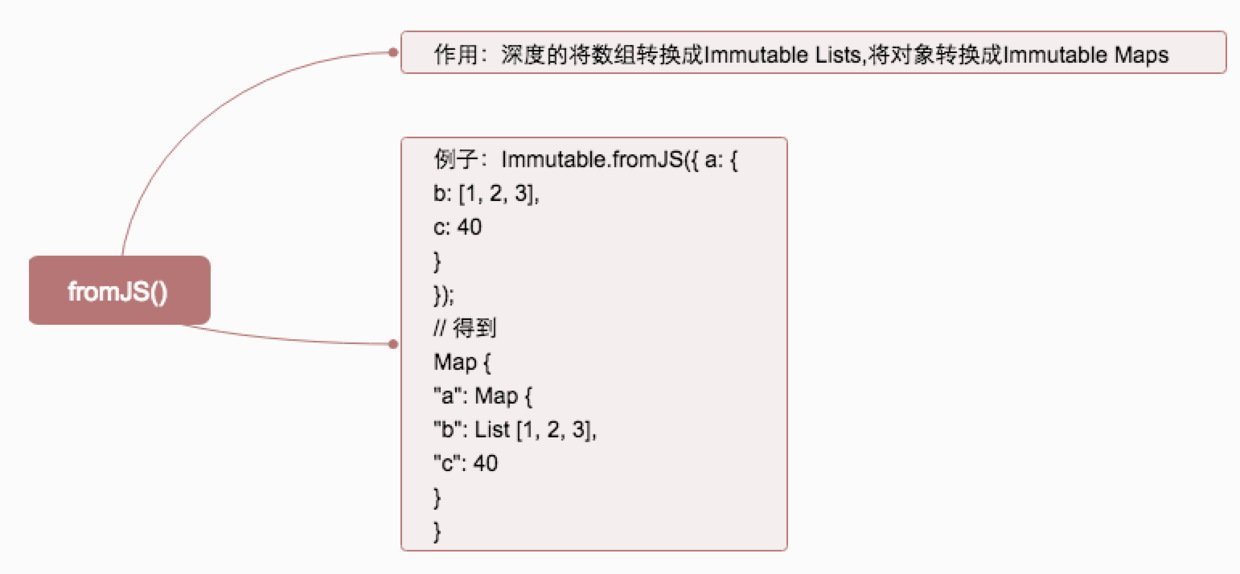 作用：深度的将数组转换成Immutable Lists,将对象转换成Immutable Maps
例子：Immutable.fromJS({ a: {
b: [1, 2, 3],
c: 40
}
});
// 得到
Map {
"a": Map {
"b": List [1, 2, 3],
"c": 40
}
}
fromJS()